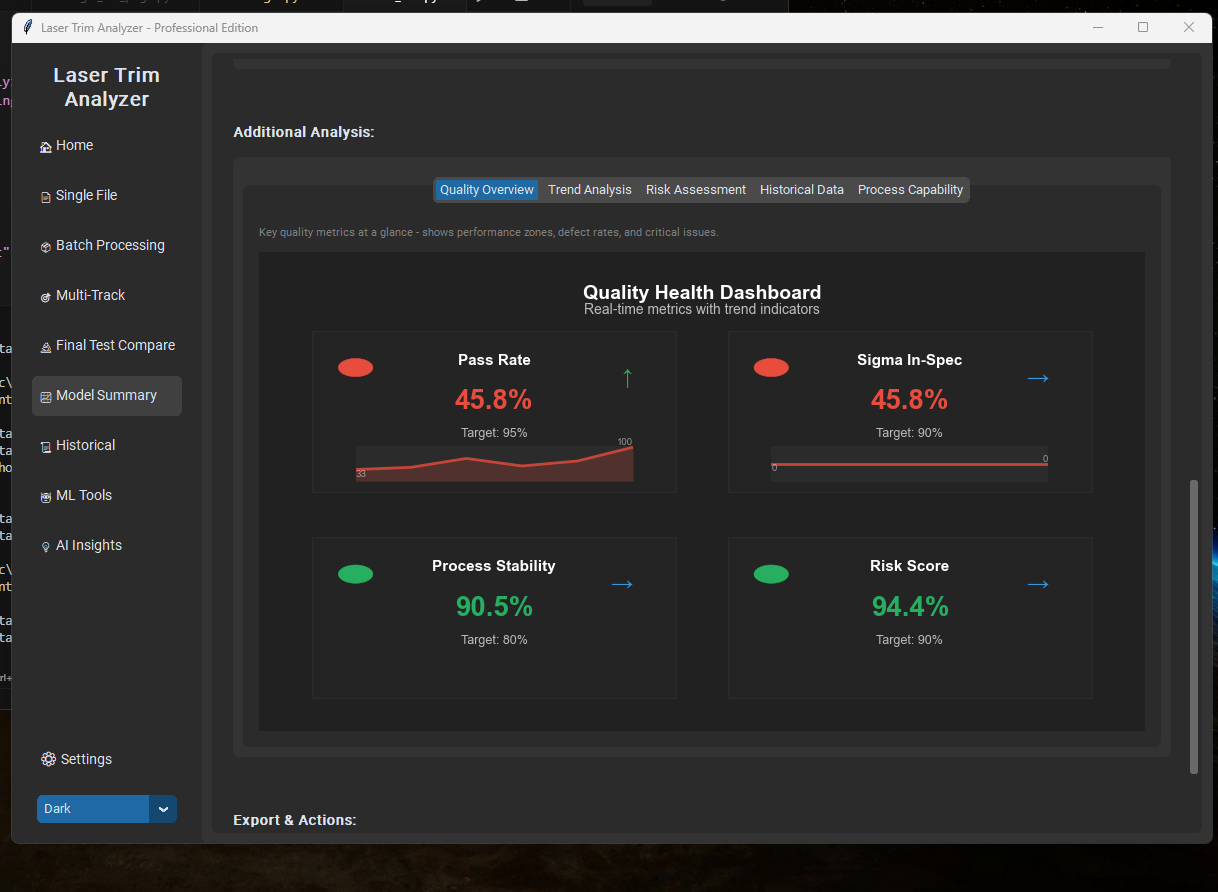 Laser Trim Analyzer - Professional Edition
Laser Trim
Analyzer
Home
Single File
Batch Processing
Multi-Track
Final Test Compare
Model Summary
Historical
ML Tools
AI Insights
Settings
Dark
Additional Analysis:
Quality Overview Trend Analysis Risk Assessment Historical Data Process Capability
Key quality metrics at a glance - shows performance zones, defect rates, and critical issues.
Quality Health Dashboard
Real-time metrics with trend indicators
Pass Rate
45.8%
Target: 95%
33
100
Sigma In-Spec
45.8%
Target: 90%
0
0
Process Stability
90.5%
Target: 80%
Risk Score
94.4%
Target: 90%
Export & Actions: